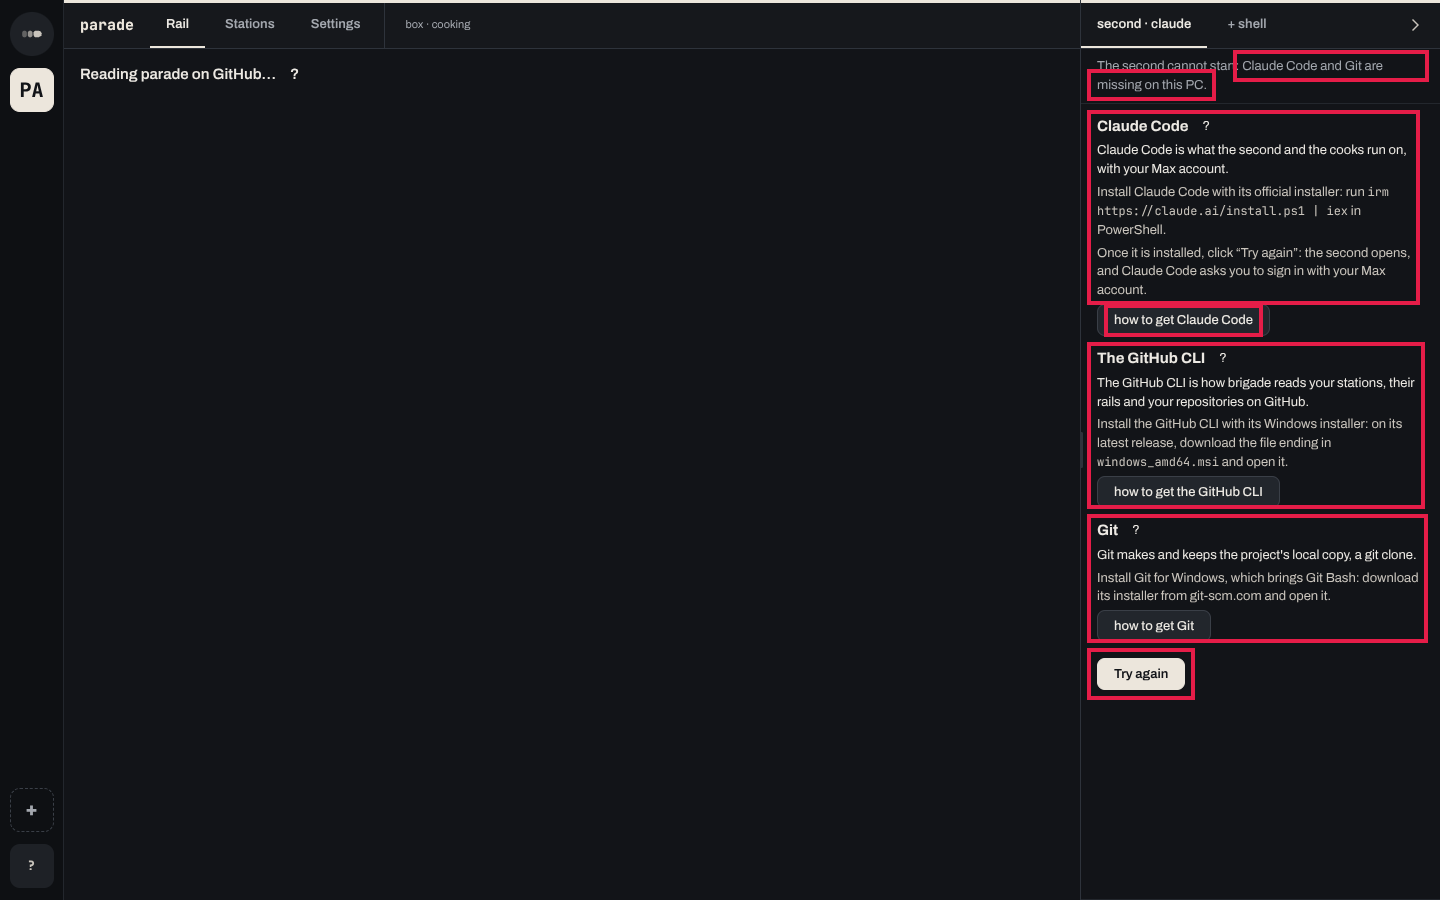 parade Rail Stations Settings box · cooking
second · claude + shell
PA
Reading parade on GitHub... ?
The second cannot start: Claude Code and Git are
missing on this PC.
Claude Code ?
Claude Code is what the second and the cooks run on,
with your Max account.
Install Claude Code with its official installer: run irm
https://claude.ai/install.ps1 | iex in
PowerShell.
Once it is installed, click “Try again”: the second opens,
and Claude Code asks you to sign in with your Max
account.
how to get Claude Code
The GitHub CLI ?
The GitHub CLI is how brigade reads your stations, their
rails and your repositories on GitHub.
Install the GitHub CLI with its Windows installer: on its
latest release, download the file ending in
windows_amd64.msi and open it.
how to get the GitHub CLI
Git ?
Git makes and keeps the project's local copy, a git clone.
Install Git for Windows, which brings Git Bash: download
its installer from git-scm.com and open it.
how to get Git
Try again
+
?